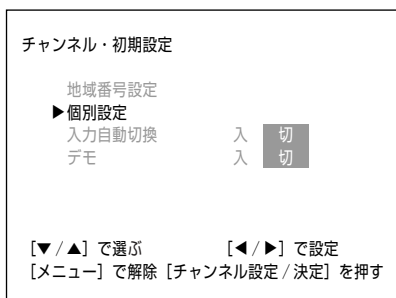 チャンネル・初期設定
地域番号設定
▶個別設定
入力自動切換 入 切
デモ 入 切
［▼/▲］で選ぶ ［◀/▶］で設定
［メニュー］で解除［チャンネル設定/決定］を押す